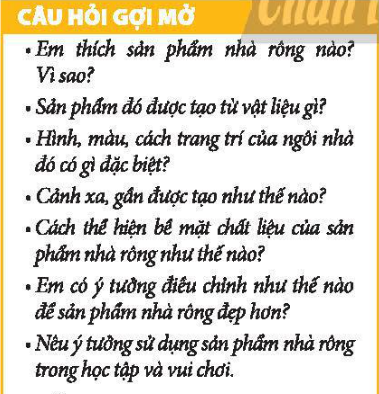 CÂU HỎI GỢI MỞ
• Em thích sản phẩm nhà rông nào?
Vì sao?
• Sản phẩm đó được tạo từ vật liệu gì?
• Hình, màu, cách trang trí của ngôi nhà
đó có gì đặc biệt?
• Cảnh xa, gần được tạo như thế nào?
• Cách thể hiện bề mặt chất liệu của sản
phẩm nhà rông như thế nào?
• Em có ý tưởng điều chỉnh như thế nào
để sản phẩm nhà rông đẹp hơn?
• Nêu ý tưởng sử dụng sản phẩm nhà rông
trong học tập và vui chơi.